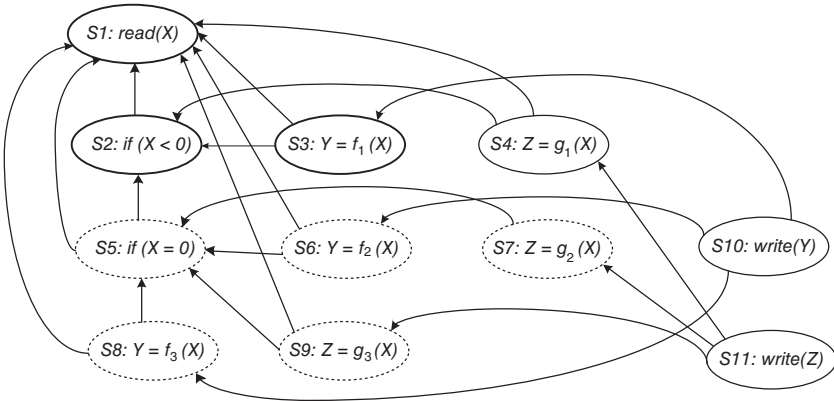 S1: read(X)
S2: if (X < 0)
S3: Y = f1 (X)
S4: Z = g1(X)
S5: if (X = 0)
S6: Y = f2(X)
S7: Z = g2(X)
S10: write(Y)
S8: Y = f3 (X)
S9: Z = g3(X)
S11: write(Z)